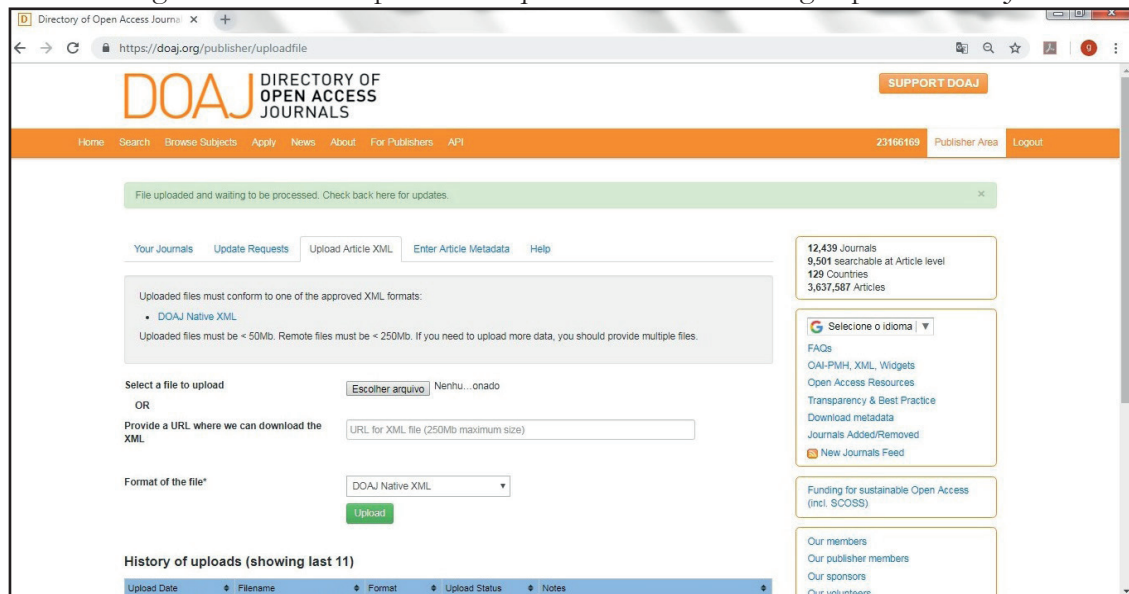 Directory of Open Access Journa
https://doaj.org/publisher/uploadfile
9
DOAJ
DIRECTORY OF
OPEN ACCESS
JOURNALS
SUPPORT DOAJ
Home Search Browse Subjects Apply News About For Publishers API 23166169 Publisher Area Logout
File uploaded and waiting to be processed. Check back here for updates. ×
Your Journals Update Requests Upload Article XML Enter Article Metadata Help
Uploaded files must conform to one of the approved XML formats:
• DOAJ Native XML
Uploaded files must be < 50Mb. Remote files must be < 250Mb. If you need to upload more data, you should provide multiple files.
Select a file to upload
Escolher arquivo Nenhu...onado
OR
Provide a URL where we can download the
XML
URL for XML file (250Mb maximum size)
Format of the file*
DOAJ Native XML
Upload
History of uploads (showing last 11)
Upload Date Filename Format Upload Status Notes
12,439 Journals
9,501 searchable at Article level
129 Countries
3,637,587 Articles
Selecione o idioma
FAQs
OAI-PMH, XML, Widgets
Open Access Resources
Transparency & Best Practice
Download metadata
Journals Added/Removed
New Journals Feed
Funding for sustainable Open Access
(incl. SCOSS)
Our members
Our publisher members
Our sponsors
Our volunteers